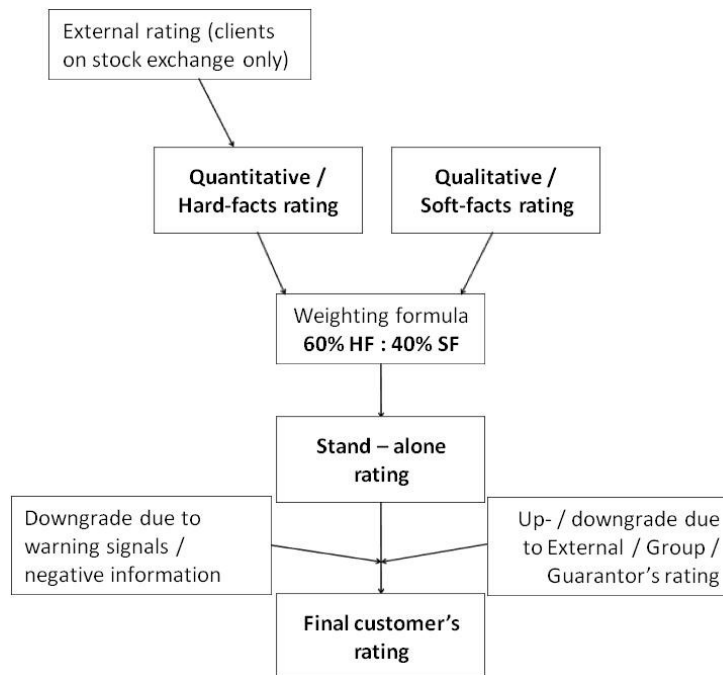 External rating (clients
on stock exchange only)
Quantitative /
Hard-facts rating
Qualitative /
Soft-facts rating
Weighting formula
60% HF : 40% SF
Stand – alone
rating
Downgrade due to
warning signals /
negative information
Up- / downgrade due
to External / Group /
Guarantor’s rating
Final customer’s
rating